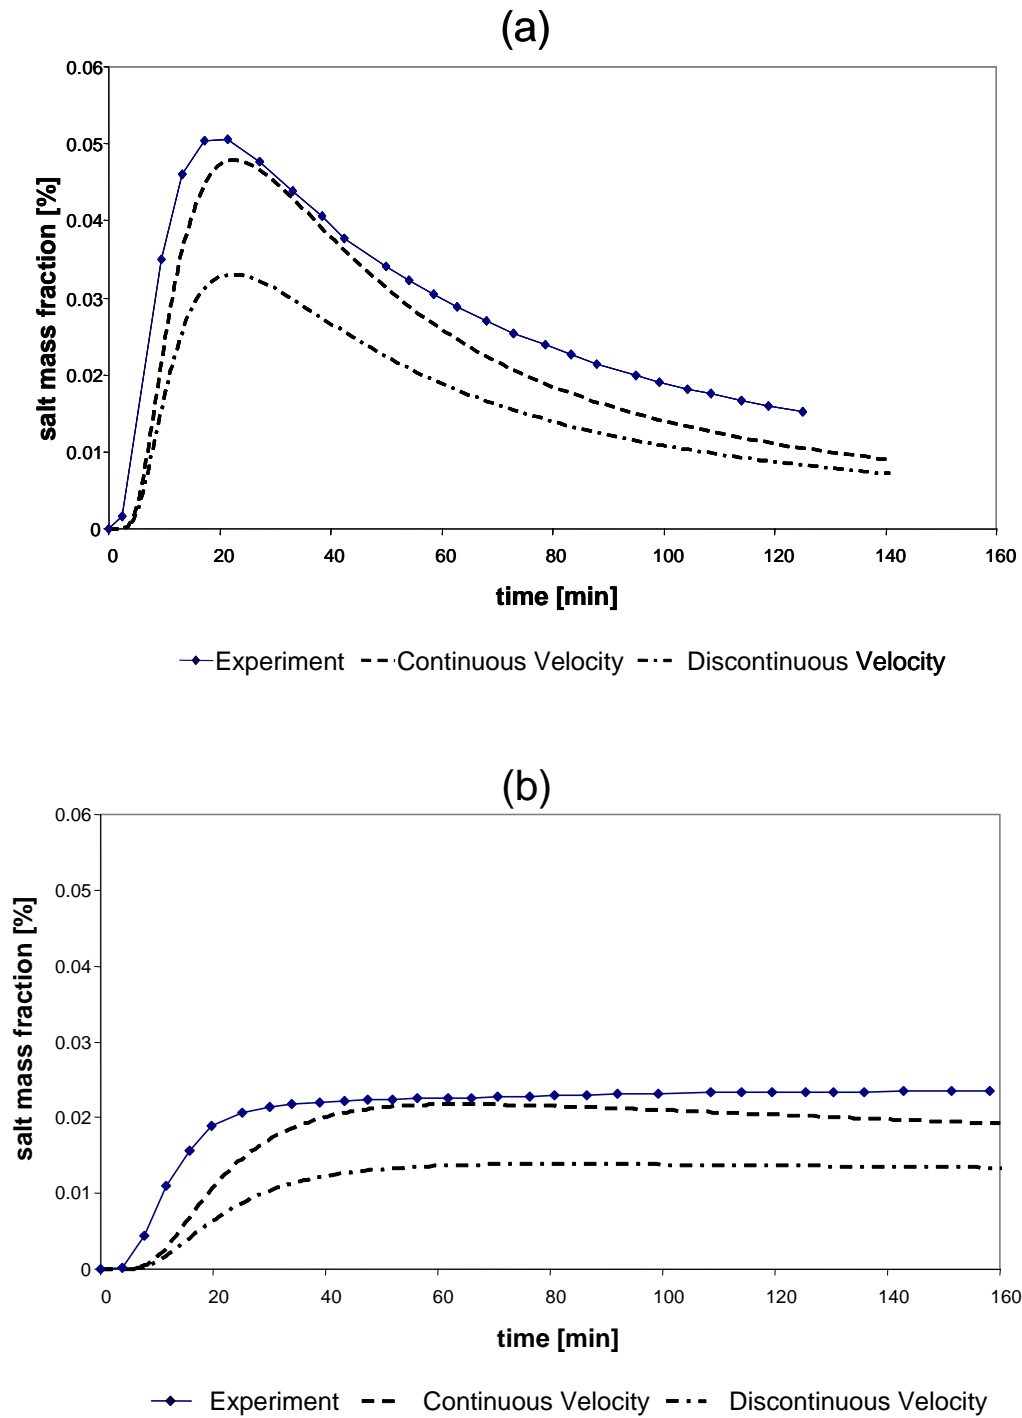 (a)
0.06
0.05
0.04
0.03
0.02
0.01
0
salt mass fraction [%]
0 20 40 60 80 100 120 140 160
time [min]
Experiment Continuous Velocity Discontinuous Velocity
(b)
0.06
0.05
0.04
0.03
0.02
0.01
0
salt mass fraction [%]
0 20 40 60 80 100 120 140 160
time [min]
Experiment Continuous Velocity Discontinuous Velocity